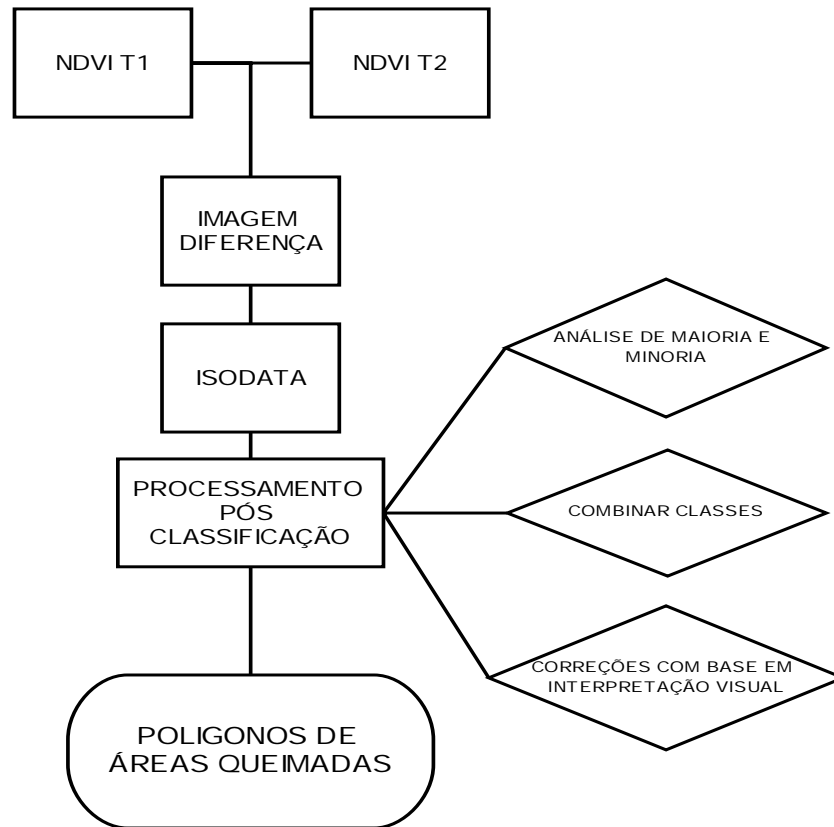 NDVI T1
NDVI T2
IMAGEM
DIFERENÇA
ISODATA
PROCESSAMENTO
PÓS
CLASSIFICAÇÃO
ANÁLISE DE MAIORIA E
MINORIA
COMBINAR CLASSES
CORREÇÕES COM BASE EM
INTERPRETAÇÃO VISUAL
POLIGONOS DE
ÁREAS QUEIMADAS